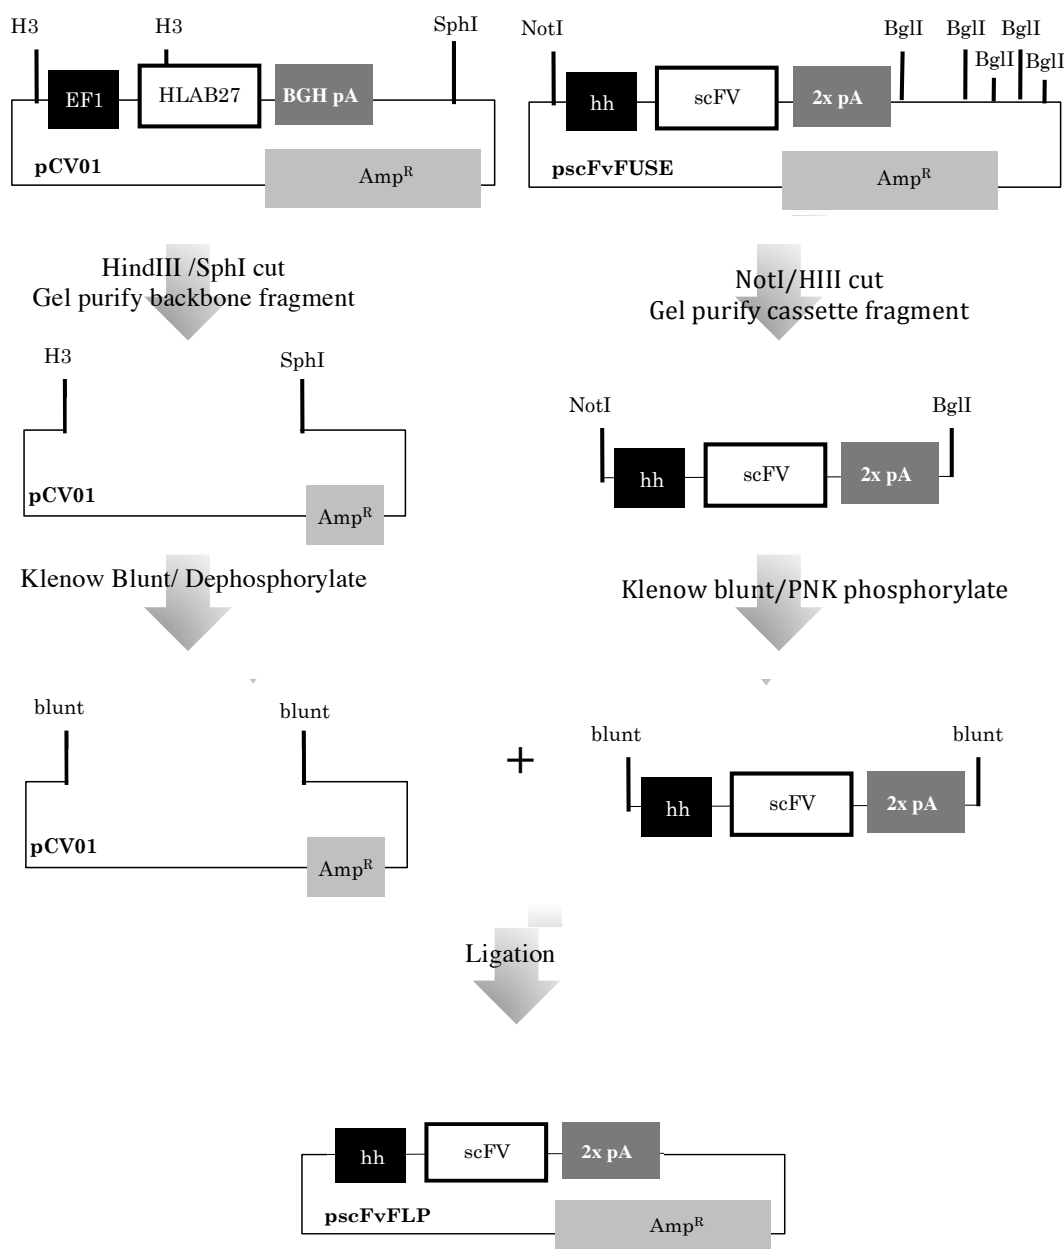 H3 H3 SphI NotI BglI BglI BglI
BglI BglI
EF1 HLAB27 BGH pA hh scFV 2x pA
pCV01 AmpR pscFvFUSE AmpR
HindIII /SphI cut
Gel purify backbone fragment
NotI/HIII cut
Gel purify cassette fragment
H3 SphI
NotI BglI
hh scFV 2x pA
pCV01
AmpR
Klenow Blunt/ Dephosphorylate
Klenow blunt/PNK phosphorylate
blunt blunt
+
blunt blunt
hh scFV 2x pA
pCV01
AmpR
Ligation
hh scFV 2x pA
pscFvFLP AmpR